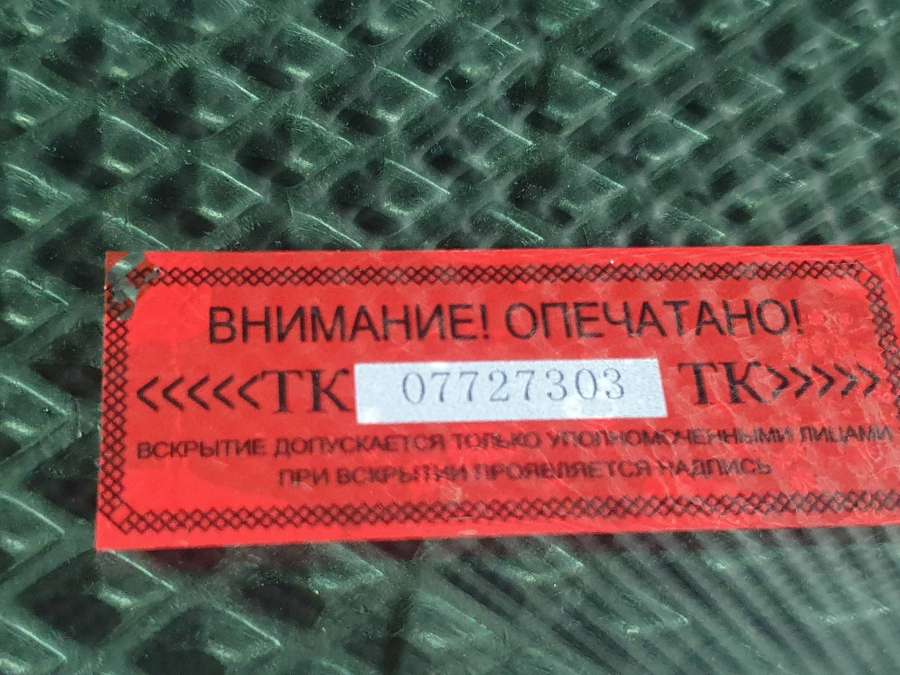 ВНИМАНИЕ! ОПЕЧАТАНО!
<<<<<ТК 07727303 ТК>>>>>
ВСКРЫТИЕ ДОПУСКАЕТСЯ ТОЛЬКО УПОЛНОМОЧЕННЫМИ ЛИЦАМИ
ПРИ ВСКРЫТИИ ПРОЯВЛЯЕТСЯ НАДПИСЬ